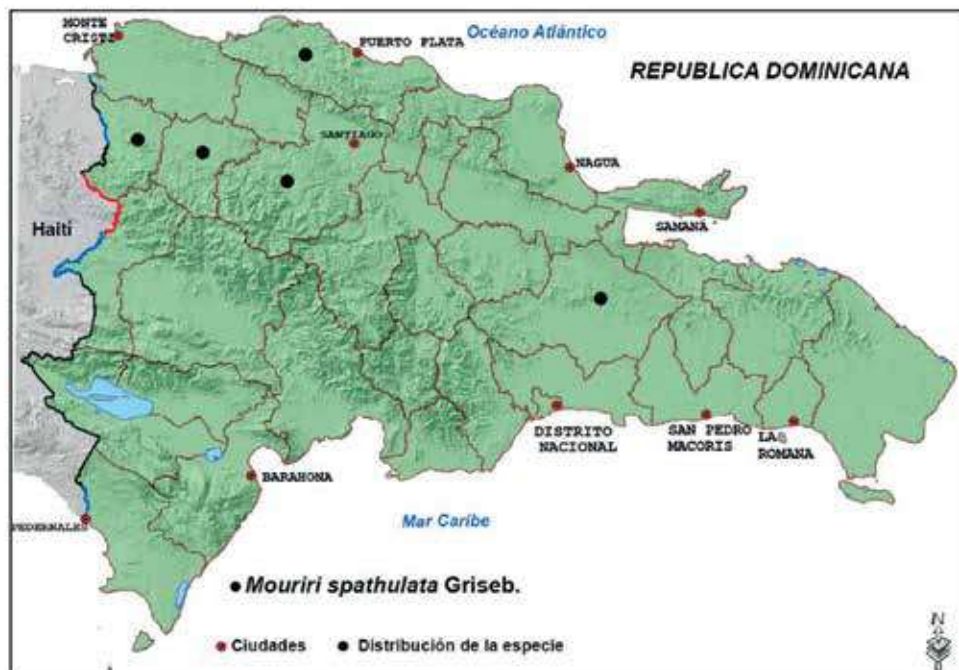 MONTE
CRISTI
PUERTO PLATA
Océano Atlántico
REPUBLICA DOMINICANA
SANTIAGO
NAGUA
SAMANÁ
Haití
DISTRITO
NACIONAL
SAN PEDRO
MACORIS
LA
ROMANA
BARAHONA
PEDERNALES
Mar Caribe
Mouriri spathulata Griseb.
Ciudades
Distribución de la especie
N